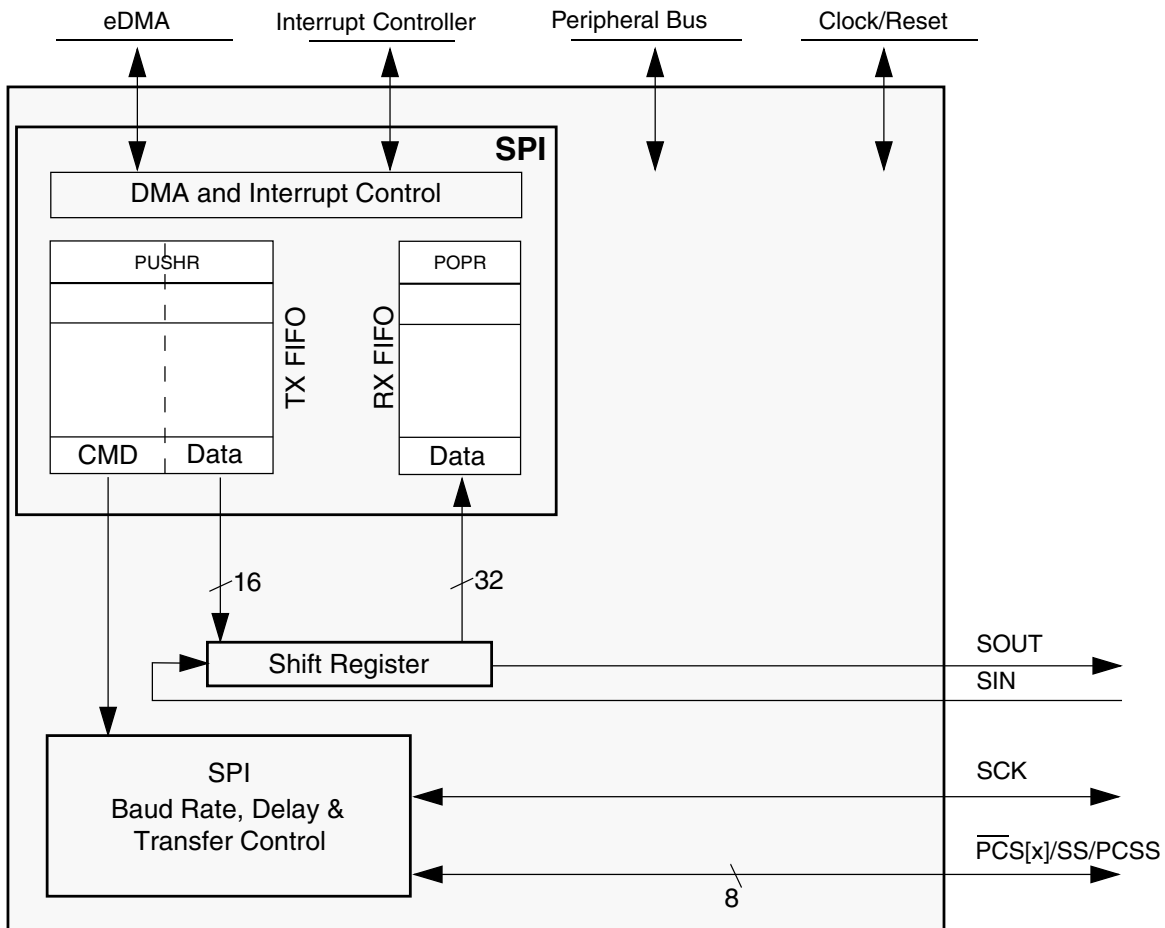 eDMA
Interrupt Controller
Peripheral Bus
Clock/Reset
SPI
DMA and Interrupt Control
PUSHR
POPR
TX FIFO
RX FIFO
CMD
Data
Data
16
32
Shift Register
SOUT
SIN
SPI
Baud Rate, Delay &
Transfer Control
SCK
PCS[x]/SS/PCSS
8